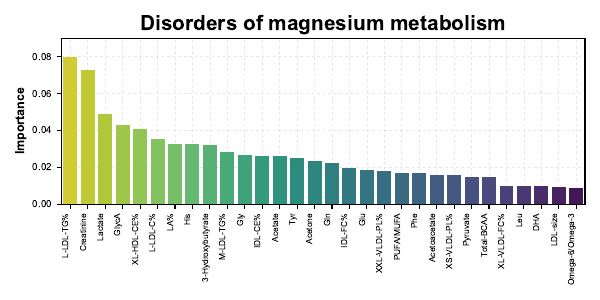 Disorders of magnesium metabolism
Importance
0.08
0.06
0.04
0.02
0.00
L-LDL-TG%
Creatinine
Lactate
GlycA
XL-HDL-CE%
L-LDL-C%
LA%
His
3-Hydroxybutyrate
M-LDL-TG%
Gly
IDL-CE%
Acetate
Tyr
Acetone
Gln
IDL-FC%
Glu
XXL-VLDL-PL%
PUFA/MUFA
Phe
Acetoacetate
XS-VLDL-PL%
Pyruvate
Total-BCAA
XL-VLDL-FC%
Leu
DHA
LDL-size
Omega-6/Omega-3